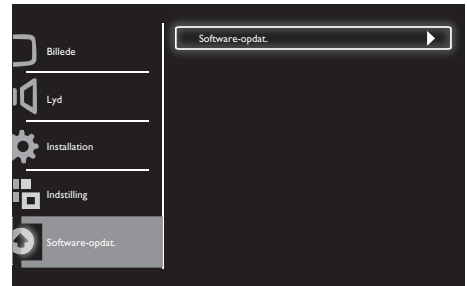 Billede
Lyd
Installation
Indstilling
Software-opdat.
Software-opdat.